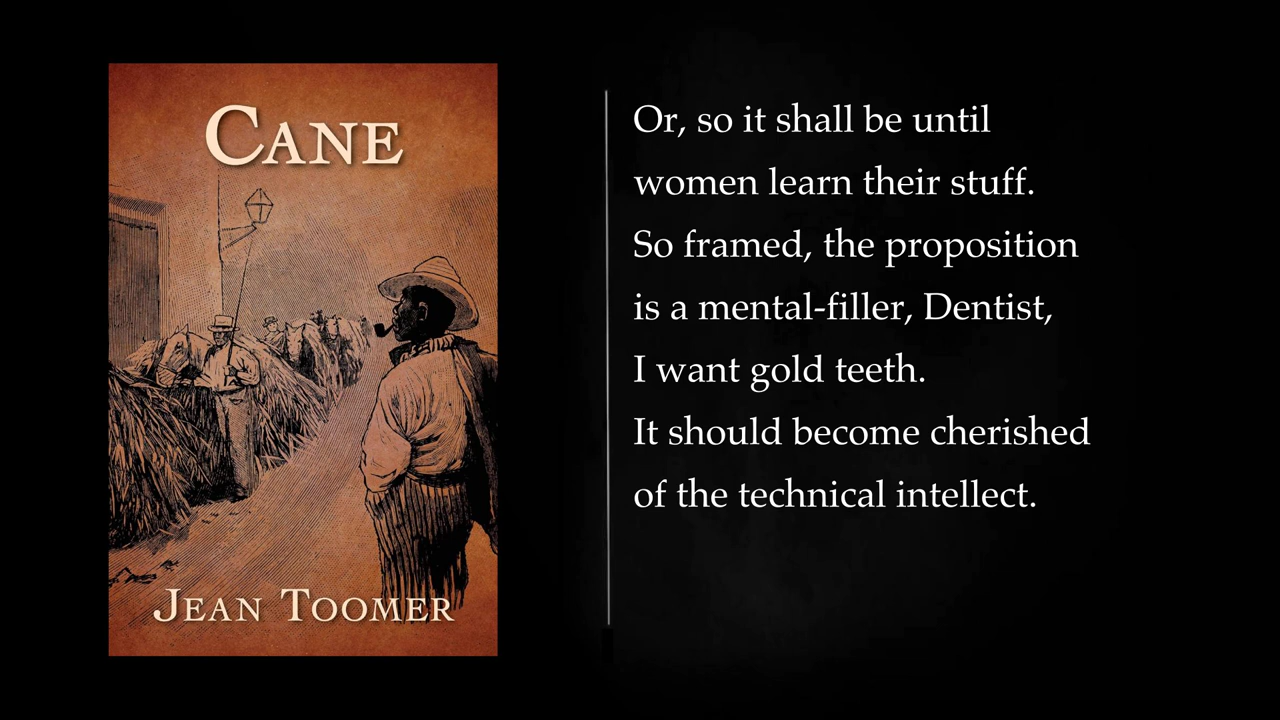 CANE
JEAN TOOMER
Or, so it shall be until
women learn their stuff.
So framed, the proposition
is a mental-filler, Dentist,
I want gold teeth.
It should become cherished
of the technical intellect.